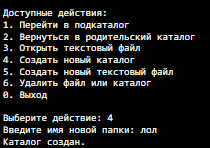 Доступные действия:
1. Перейти в подкаталог
2. Вернуться в родительский каталог
3. Открыть текстовый файл
4. Создать новый каталог
5. Создать новый текстовый файл
6. Удалить файл или каталог
0. Выход
Выберите действие: 4
Введите имя новой папки: лол
Каталог создан.